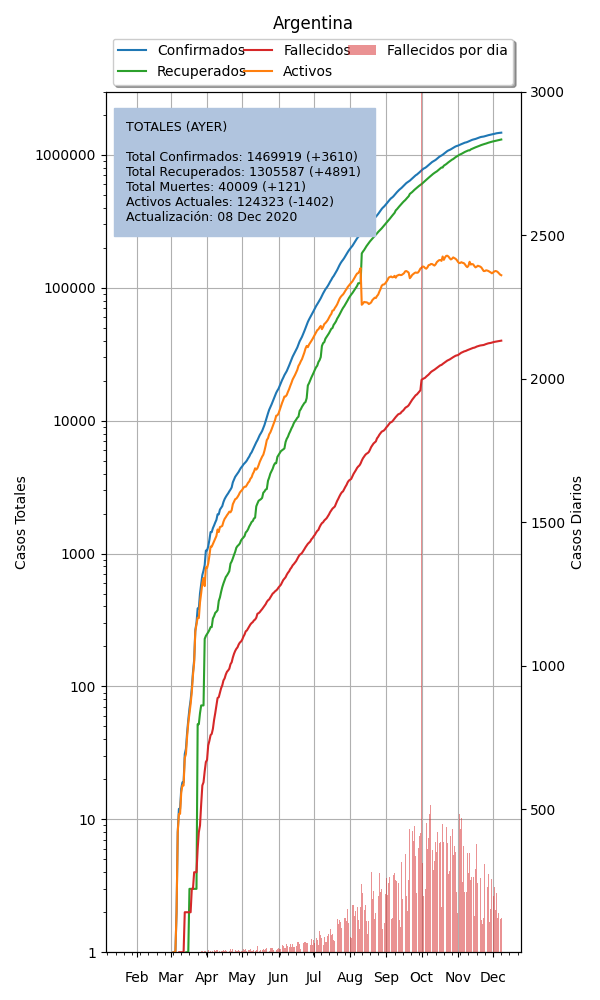 Argentina
Confirmados Fallecidos Fallecidos por dia
Recuperados Activos
TOTALES (AYER)
Total Confirmados: 1469919 (+3610)
Total Recuperados: 1305587 (+4891)
Total Muertes: 40009 (+121)
Activos Actuales: 124323 (-1402)
Actualización: 08 Dec 2020
Casos Totales
1000000
100000
10000
1000
100
10
1
3000
2500
2000
1500
1000
500
Casos Diarios
Feb Mar Apr May Jun Jul Aug Sep Oct Nov Dec